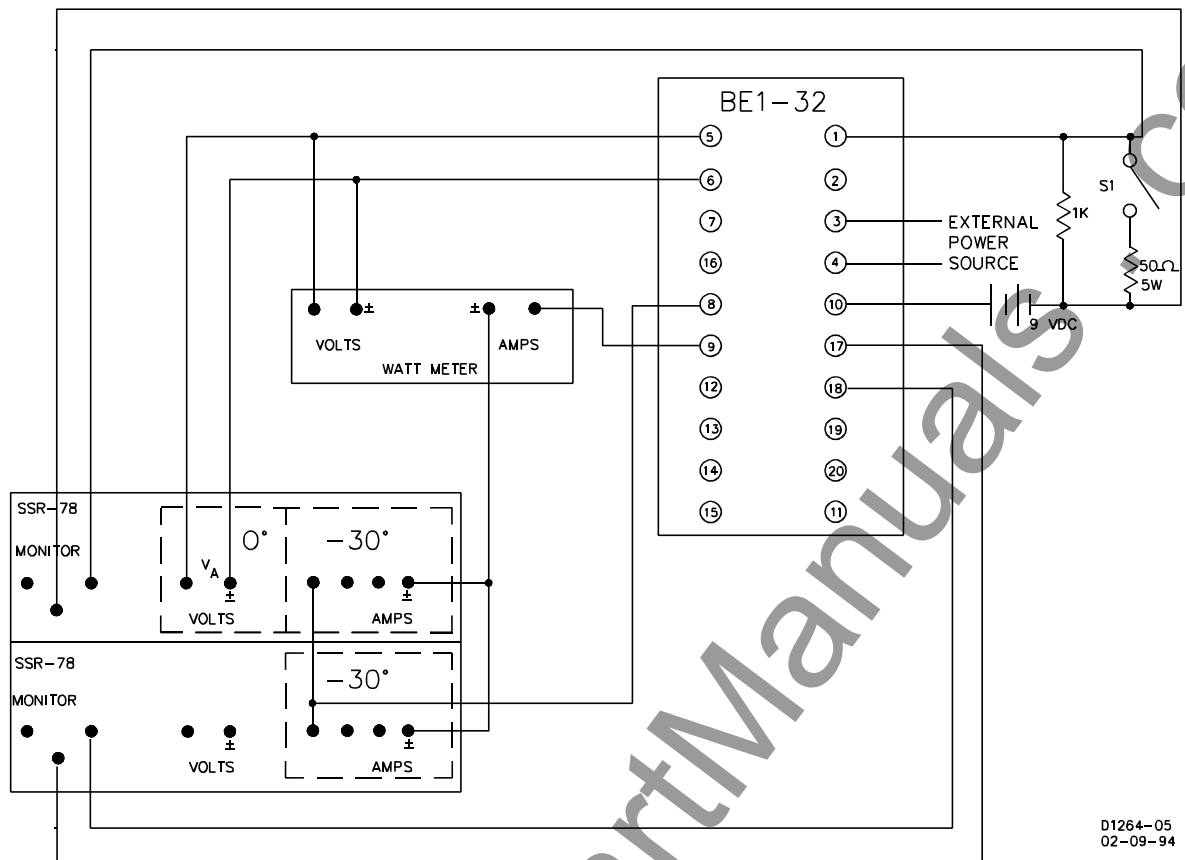 BE1-32
5
1
6
2
S1
7
3
1K
EXTERNAL
POWER
SOURCE
16
4
50Ω
5W
8
10
± ±
9 VDC
VOLTS
AMPS
9
17
WATT METER
12
18
13
19
14
20
15
11
SSR-78
MONITOR
0°
-30°
VA
±
±
VOLTS
AMPS
SSR-78
MONITOR
-30°
±
±
VOLTS
AMPS
D1264-05
02-09-94